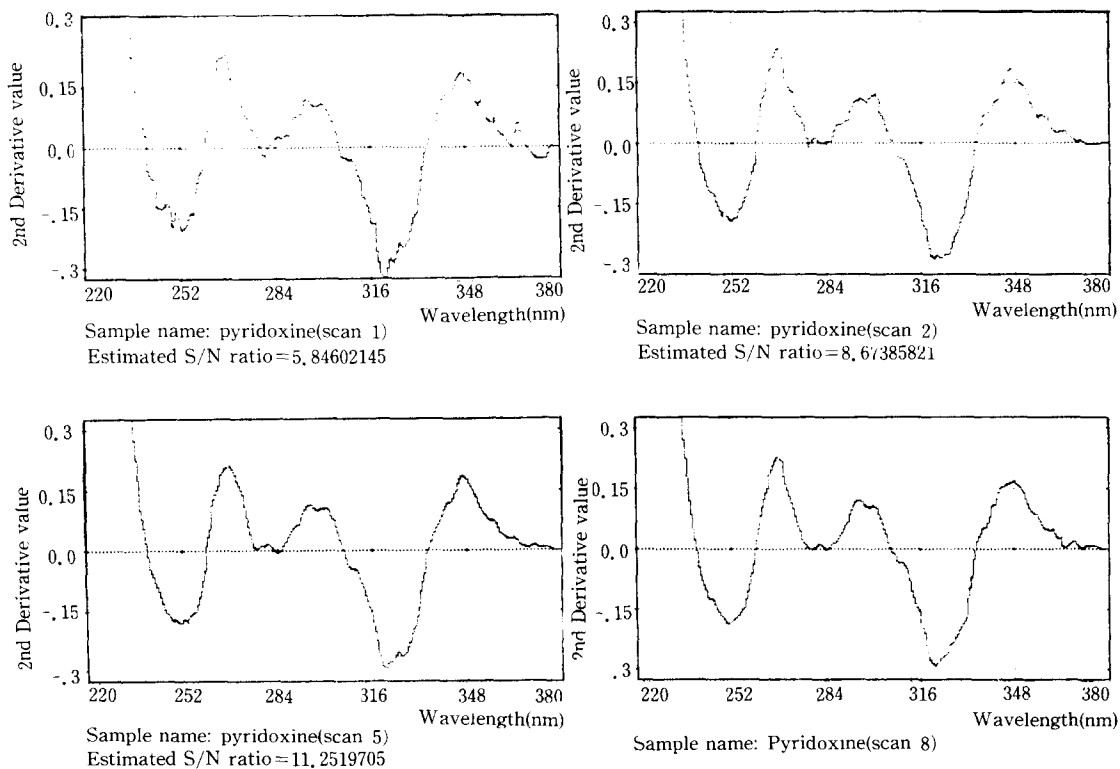 0.3
0.15
0.0
-.15
-.3
2nd Derivative value
220 252 284 316 348 380
Wavelength(nm)
Sample name: pyridoxine(scan 1)
Estimated S/N ratio=5.84602145
0.3
0.15
0.0
-.15
-.3
2nd Derivative value
220 252 284 316 348 380
Wavelength(nm)
Sample name: pyridoxine(scan 2)
Estimated S/N ratio=8.67385821
0.3
0.15
0.0
-.15
-.3
2nd Derivative value
220 252 284 316 348 380
Wavelength(nm)
Sample name: pyridoxine(scan 5)
Estimated S/N ratio=11.2519705
0.3
0.15
0.0
-.15
.3
2nd Derivative value
220 252 284 316 348 380
Wavelength(nm)
Sample name: Pyridoxine(scan 8)